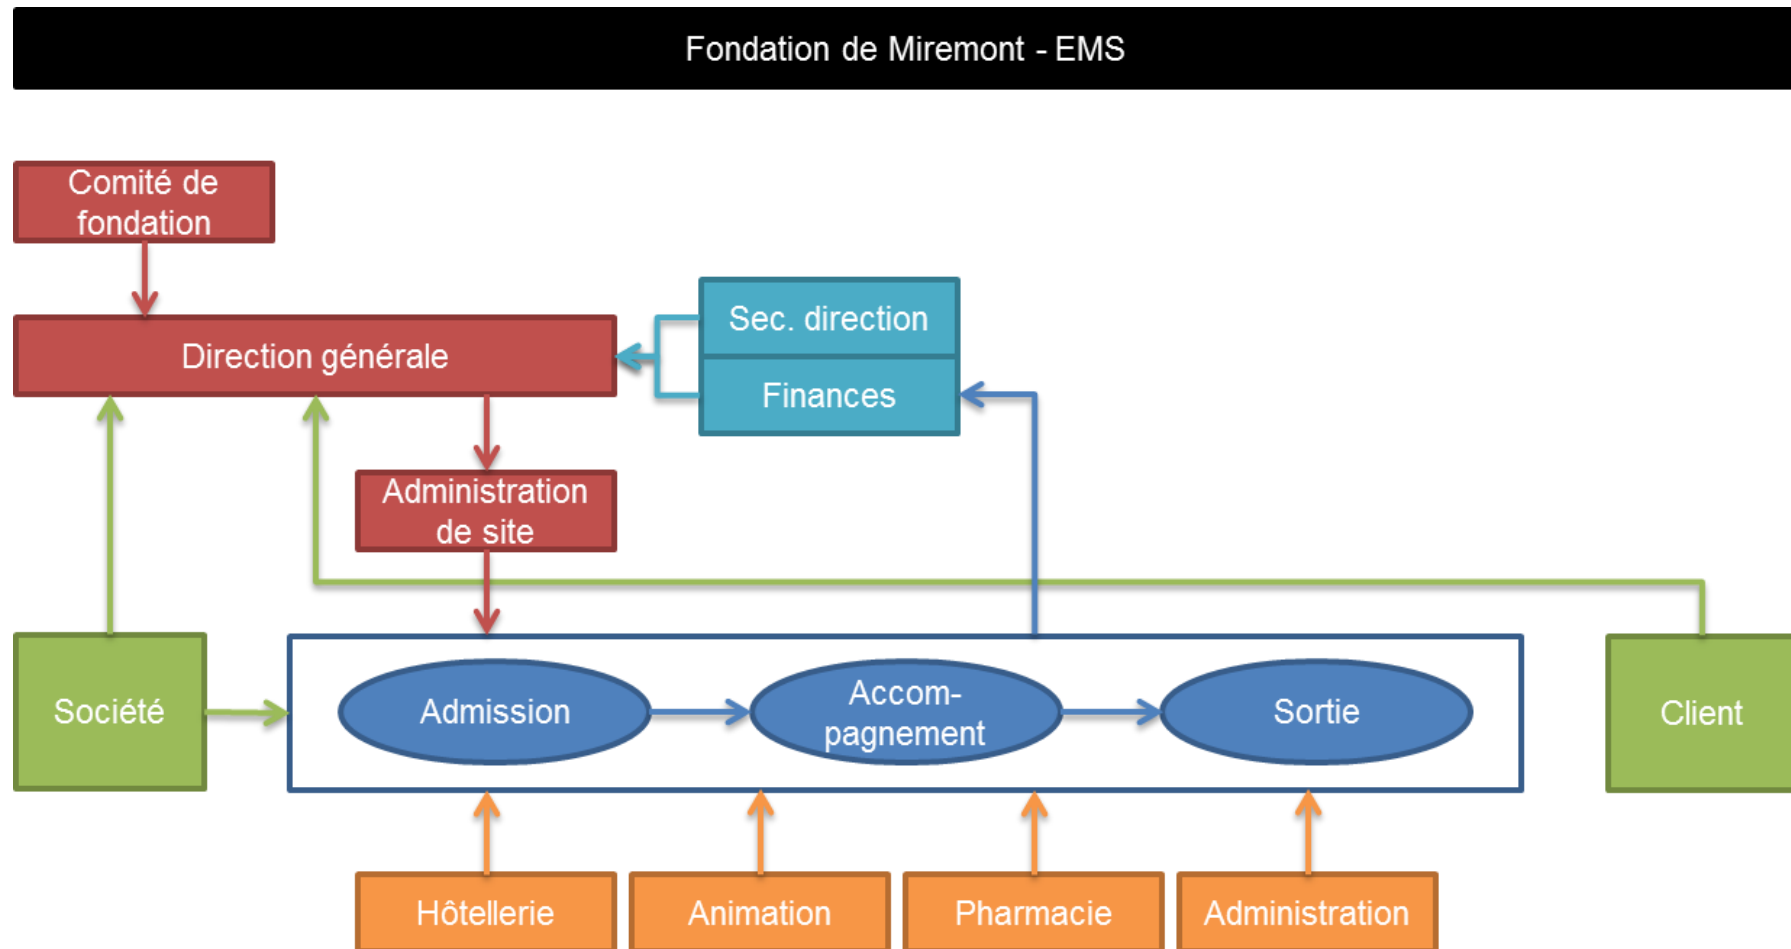 Fondation de Miremont - EMS
Comité de
fondation
Sec. direction
Direction générale
Finances
Administration
de site
Société
Admission
Accom-
pagnement
Sortie
Client
Hôtellerie
Animation
Pharmacie
Administration